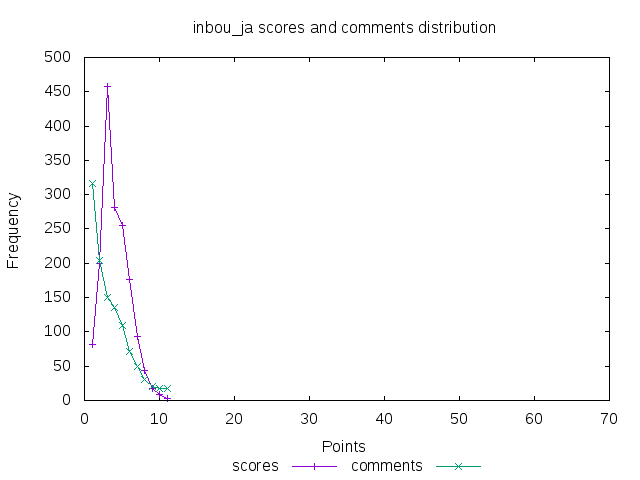 inbou_ja scores and comments distribution
500
450
400
350
300
250
200
150
100
50
0
Frequency
0 10 20 30 40 50 60 70
Points
scores comments